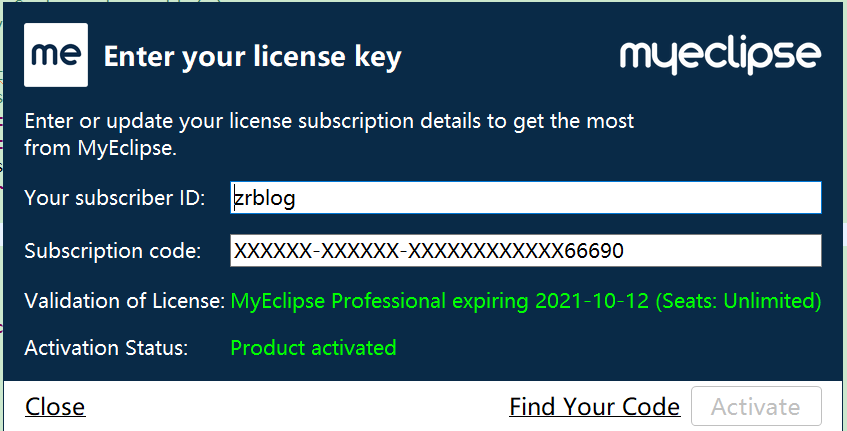 me Enter your license key myeclipse
Enter or update your license subscription details to get the most
from MyEclipse.
Your subscriber ID: zrblog
Subscription code: XXXXXX-XXXXXX-XXXXXXXXXXXX66690
Validation of License: MyEclipse Professional expiring 2021-10-12 (Seats: Unlimited)
Activation Status: Product activated
Close Find Your Code Activate